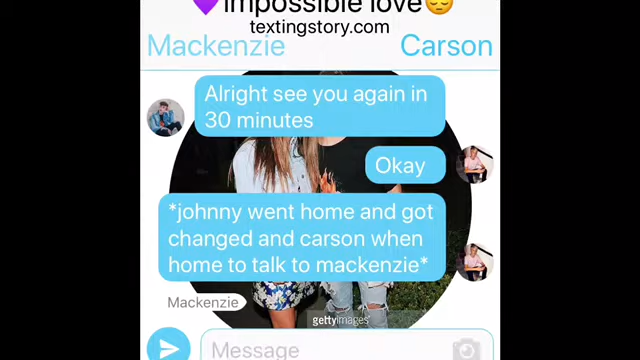 💜impossible love😔
textingstory.com
Mackenzie Carson
Alright see you again in
30 minutes
Okay
*johnny went home and got
changed and carson when
home to talk to mackenzie*
Mackenzie
gettyimages
Message